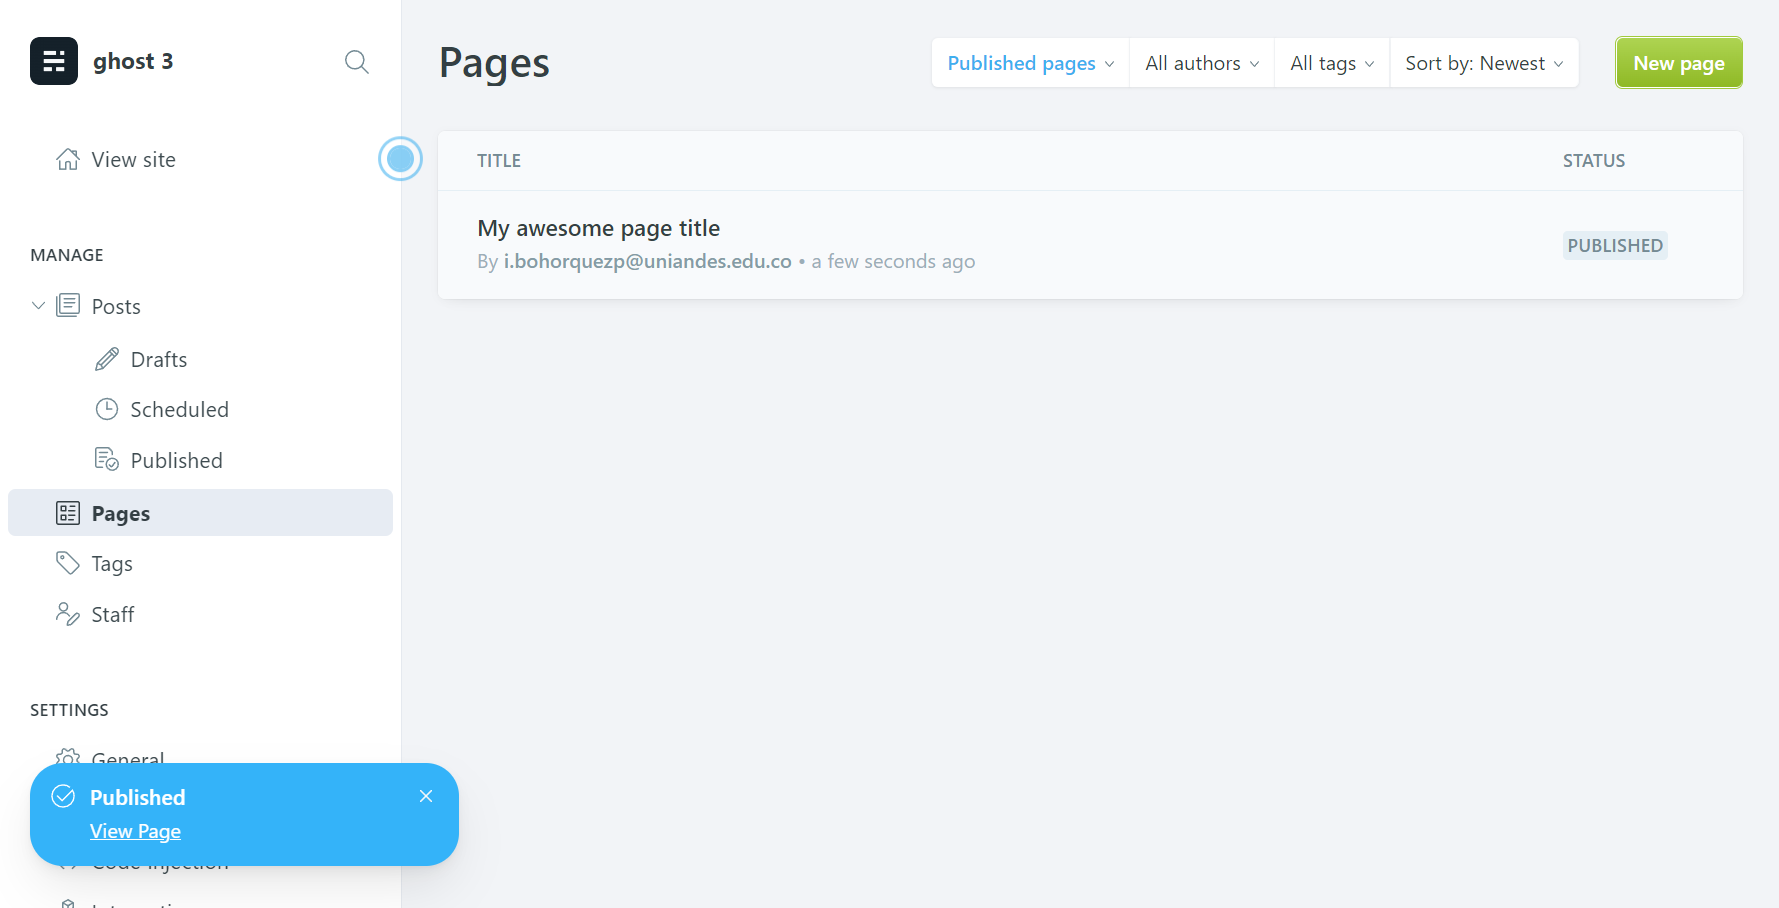 ghost 3
View site
MANAGE
Posts
Drafts
Scheduled
Published
Pages
Tags
Staff
SETTINGS
General
Published
View Page
Code injection
Pages
Published pages
All authors
All tags
Sort by: Newest
New page
TITLE
STATUS
My awesome page title
By i.bohorquezp@uniandes.edu.co • a few seconds ago
PUBLISHED